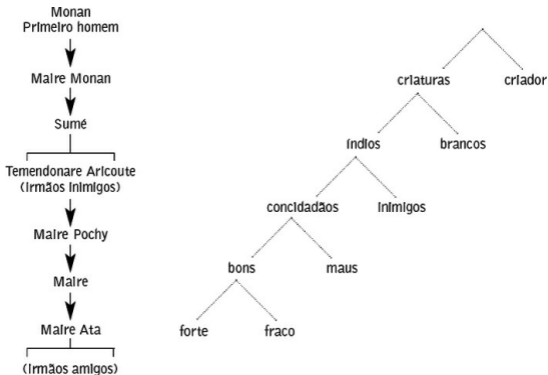 Monan
Primeiro homem
Maire Monan
Sumé
Temendonare Aricoute
(irmãos inimigos)
Maire Pochy
Maire
Maire Ata
(irmãos amigos)
criaturas
criador
índios
brancos
concidadãos
inimigos
bons
maus
forte
fraco